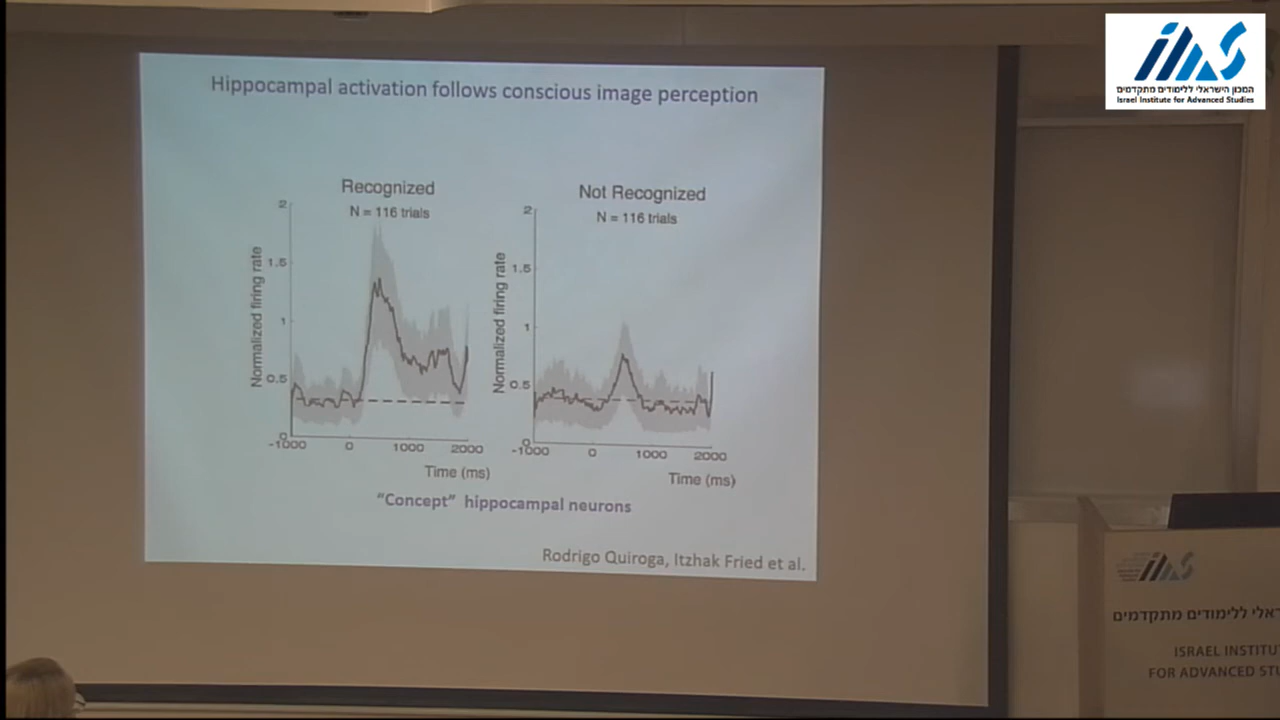 המכון הישראלי ללימודים מתקדמים
Israel Institute for Advanced Studies
Hippocampal activation follows conscious image perception
Recognized
N = 116 trials
2
1.5
1
0.5
0
Normalized firing rate
-1000 0 1000 2000
Time (ms)
Not Recognized
N = 116 trials
2
1.5
1
0.5
0
Normalized firing rate
-1000 0 1000 2000
Time (ms)
"Concept" hippocampal neurons
Rodrigo Quiroga, Itzhak Fried et al.
ללימודים מתקדמים
ISRAEL
FOR ADVANCED